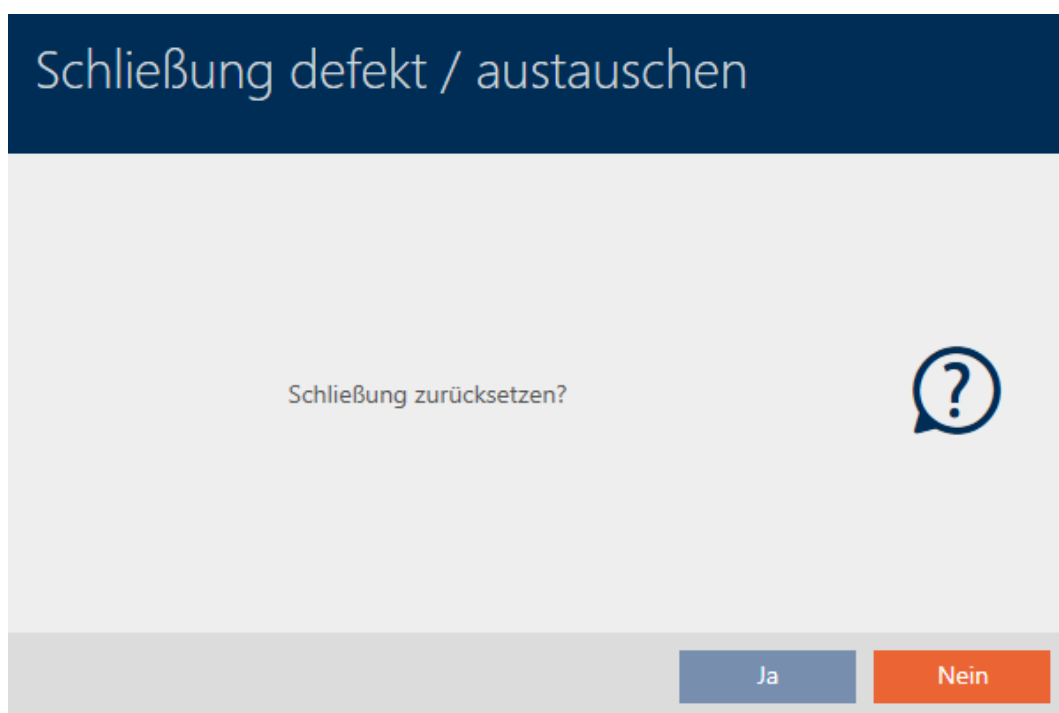 Schließung defekt / austauschen
Schließung zurücksetzen?
?
Ja
Nein